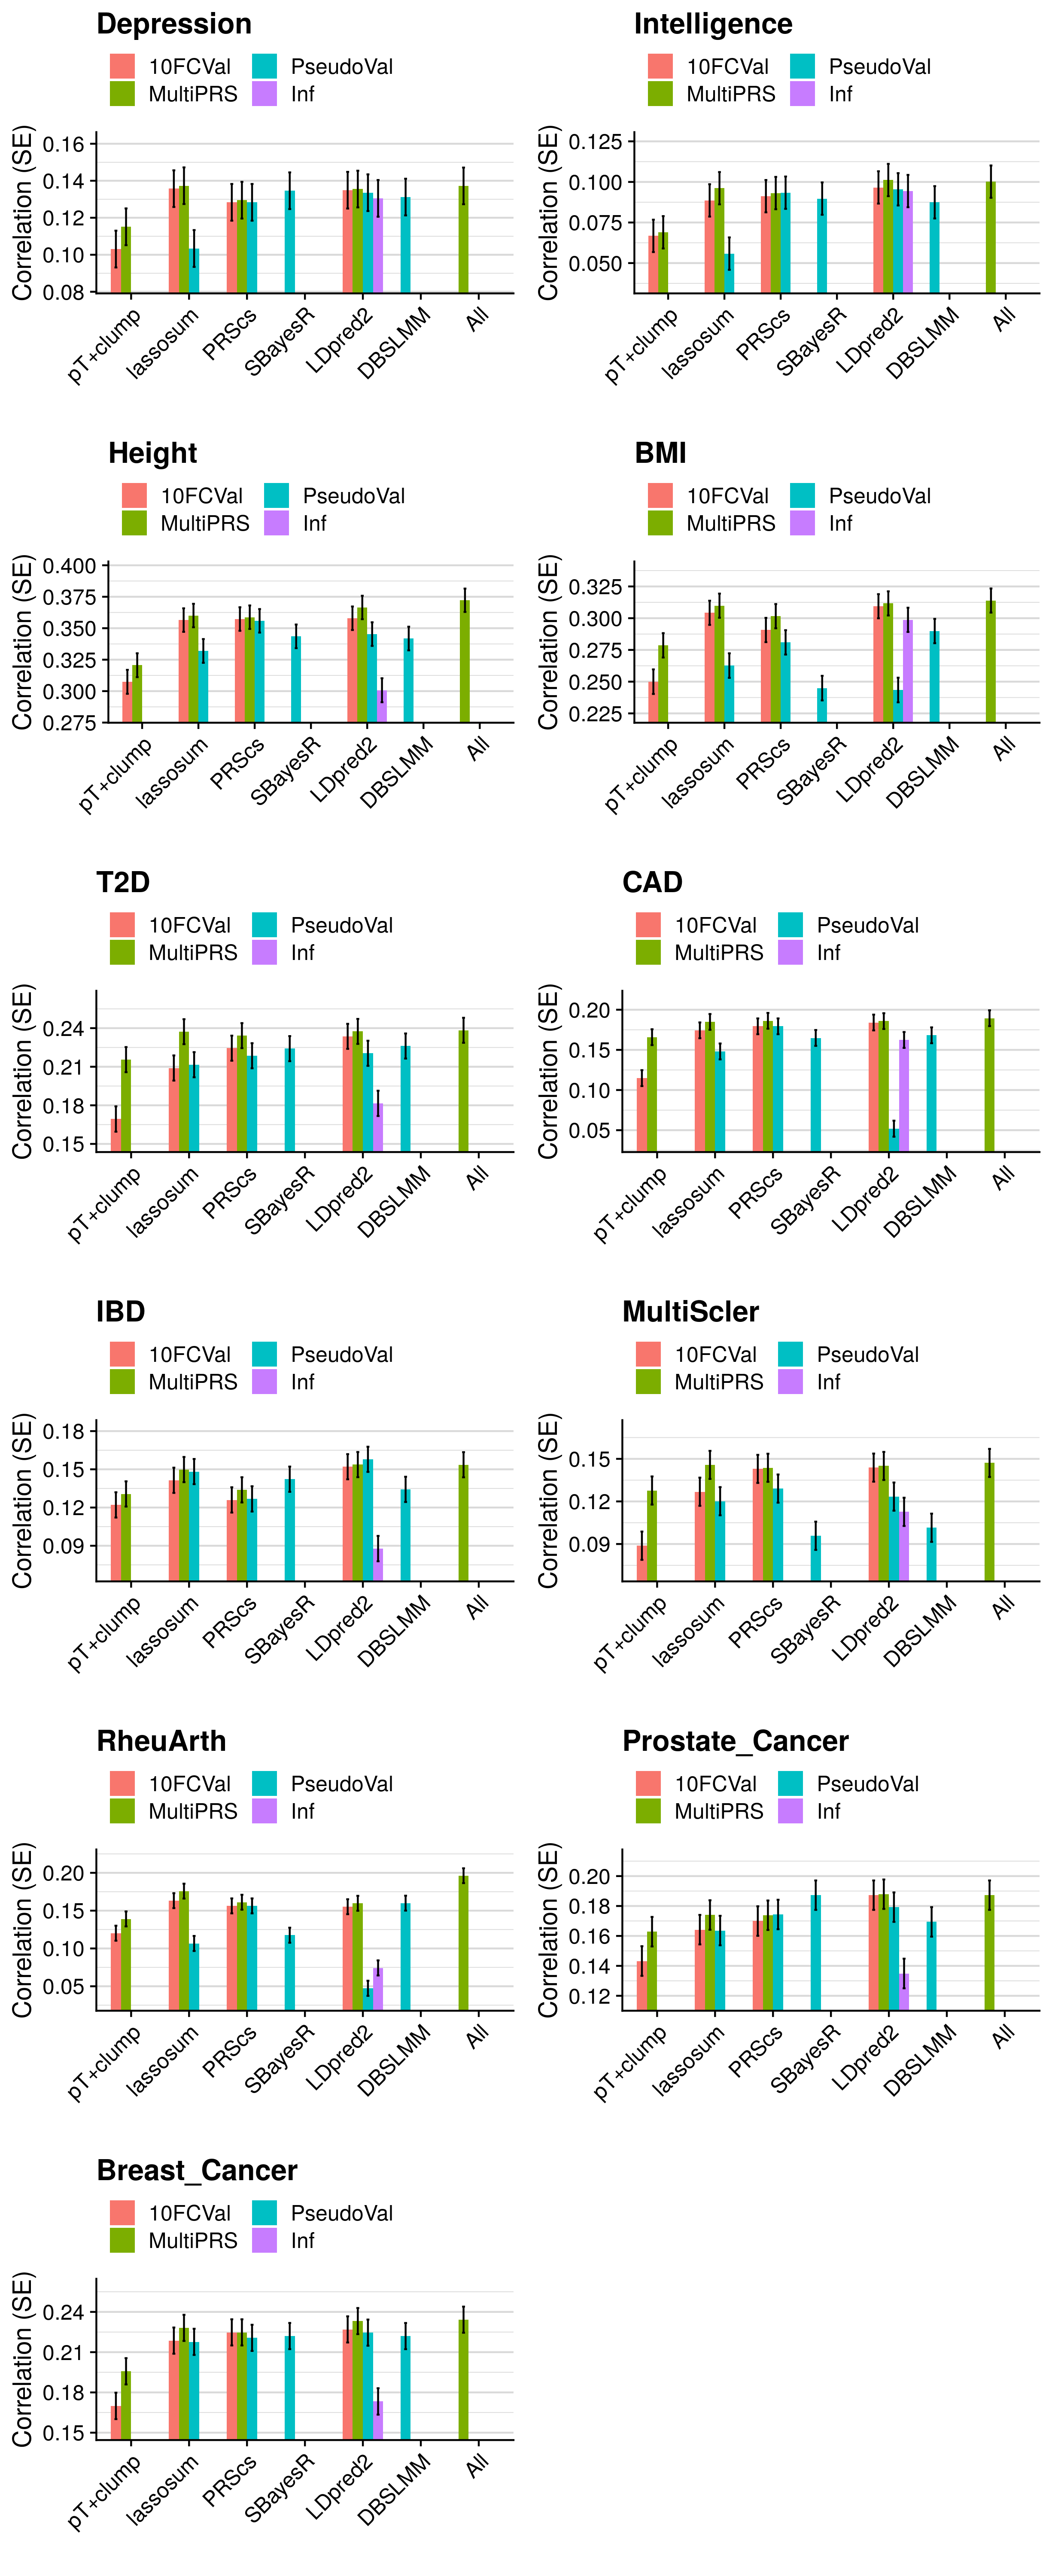 Depression
10FCVal PseudoVal
MultiPRS Inf
Correlation (SE)
0.16
0.14
0.12
0.10
0.08
pT+clump lassosum PRScs SBayesR LDpred2 DBSLMM All
Intelligence
10FCVal PseudoVal
MultiPRS Inf
Correlation (SE)
0.125
0.100
0.075
0.050
pT+clump lassosum PRScs SBayesR LDpred2 DBSLMM All
Height
10FCVal PseudoVal
MultiPRS Inf
Correlation (SE)
0.400
0.375
0.350
0.325
0.300
0.275
pT+clump lassosum PRScs SBayesR LDpred2 DBSLMM All
BMI
10FCVal PseudoVal
MultiPRS Inf
Correlation (SE)
0.325
0.300
0.275
0.250
0.225
pT+clump lassosum PRScs SBayesR LDpred2 DBSLMM All
T2D
10FCVal PseudoVal
MultiPRS Inf
Correlation (SE)
0.24
0.21
0.18
0.15
pT+clump lassosum PRScs SBayesR LDpred2 DBSLMM All
CAD
10FCVal PseudoVal
MultiPRS Inf
Correlation (SE)
0.20
0.15
0.10
0.05
pT+clump lassosum PRScs SBayesR LDpred2 DBSLMM All
IBD
10FCVal PseudoVal
MultiPRS Inf
Correlation (SE)
0.18
0.15
0.12
0.09
pT+clump lassosum PRScs SBayesR LDpred2 DBSLMM All
MultiScler
10FCVal PseudoVal
MultiPRS Inf
Correlation (SE)
0.15
0.12
0.09
pT+clump lassosum PRScs SBayesR LDpred2 DBSLMM All
RheuArth
10FCVal PseudoVal
MultiPRS Inf
Correlation (SE)
0.20
0.15
0.10
0.05
pT+clump lassosum PRScs SBayesR LDpred2 DBSLMM All
Prostate_Cancer
10FCVal PseudoVal
MultiPRS Inf
Correlation (SE)
0.20
0.18
0.16
0.14
0.12
pT+clump lassosum PRScs SBayesR LDpred2 DBSLMM All
Breast_Cancer
10FCVal PseudoVal
MultiPRS Inf
Correlation (SE)
0.24
0.21
0.18
0.15
pT+clump lassosum PRScs SBayesR LDpred2 DBSLMM All